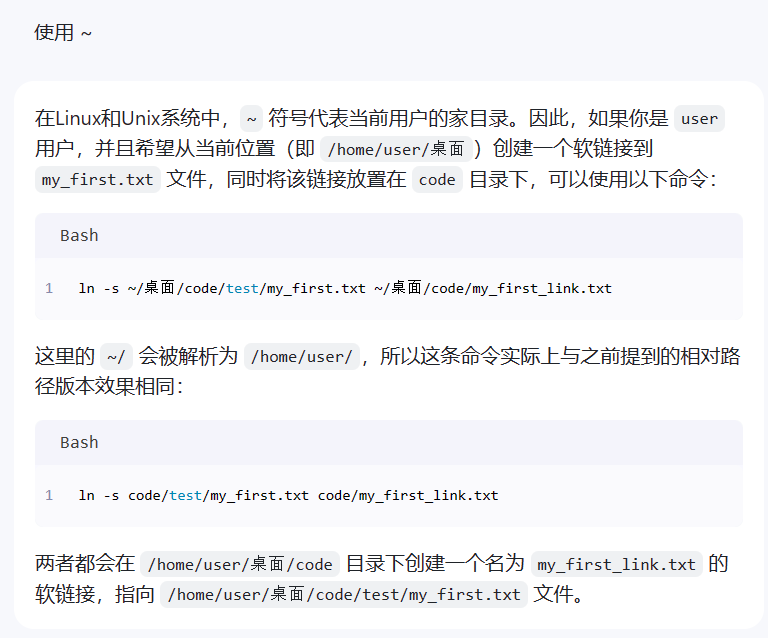 使用 ~
在Linux和Unix系统中， ~ 符号代表当前用户的家目录。因此，如果你是 user
用户，并且希望从当前位置（即 /home/user/桌面 ）创建一个软链接到
my_first.txt 文件，同时将该链接放置在 code 目录下，可以使用以下命令：
Bash
1 ln -s ~/桌面/code/test/my_first.txt ~/桌面/code/my_first_link.txt
这里的 ~/ 会被解析为 /home/user/ ，所以这条命令实际上与之前提到的相对路
径版本效果相同：
Bash
1 ln -s code/test/my_first.txt code/my_first_link.txt
两者都会在 /home/user/桌面/code 目录下创建一个名为 my_first_link.txt 的
软链接，指向 /home/user/桌面/code/test/my_first.txt 文件。